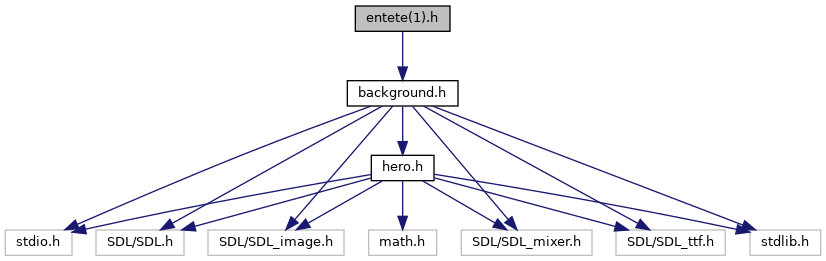 entete(1).h
background.h
hero.h
stdio.h
SDL/SDL.h
SDL/SDL_image.h
math.h
SDL/SDL_mixer.h
SDL/SDL_ttf.h
stdlib.h